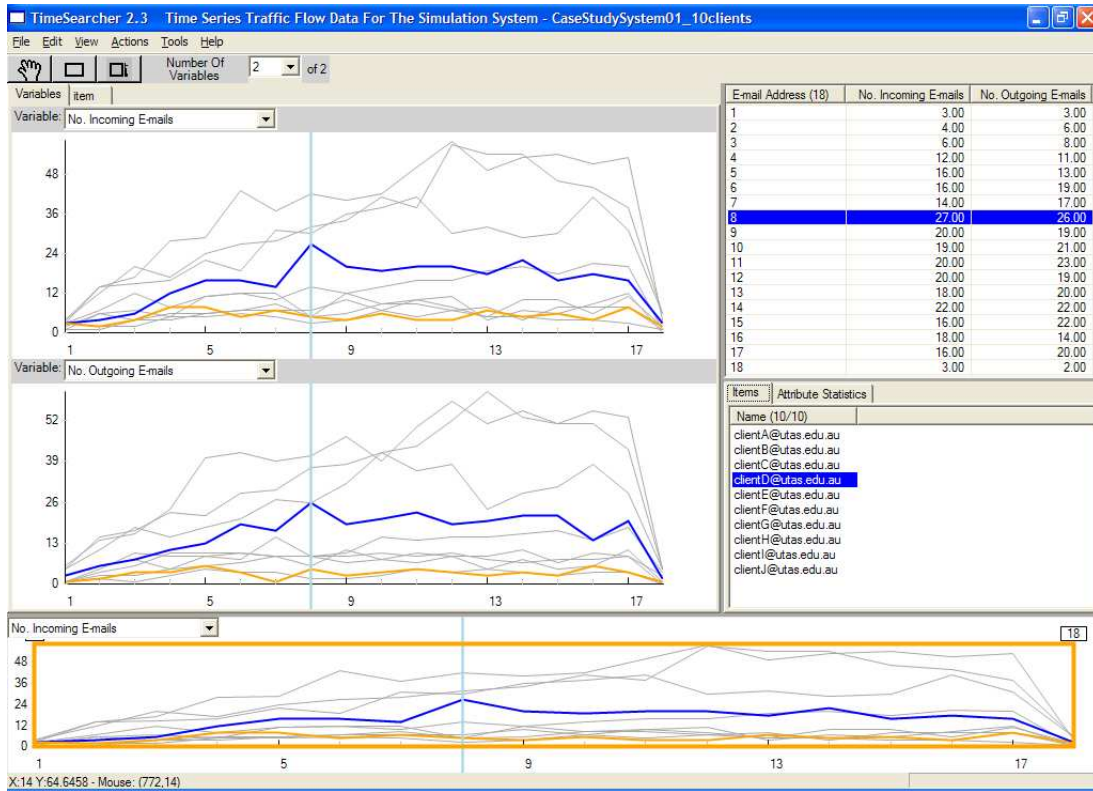 TimeSearcher 2.3 Time Series Traffic Flow Data For The Simulation System - CaseStudySystem01_10clients
File Edit View Actions Tools Help
Number Of Variables 2 of 2
Variables item
Variable: No. Incoming E-mails
48
36
24
12
0
1 5 9 13 17
Variable: No. Outgoing E-mails
52
39
26
13
0
1 5 9 13 17
E-mail Address (18) No. Incoming E-mails No. Outgoing E-mails
1 3.00 3.00
2 4.00 6.00
3 6.00 8.00
4 12.00 11.00
5 16.00 13.00
6 16.00 19.00
7 14.00 17.00
8 27.00 26.00
9 20.00 19.00
10 19.00 21.00
11 20.00 23.00
12 20.00 19.00
13 18.00 20.00
14 22.00 22.00
15 16.00 22.00
16 18.00 14.00
17 16.00 20.00
18 3.00 2.00
Items Attribute Statistics
Name (10/10)
clientA@utas.edu.au
clientB@utas.edu.au
clientC@utas.edu.au
clientD@utas.edu.au
clientE@utas.edu.au
clientF@utas.edu.au
clientG@utas.edu.au
clientH@utas.edu.au
clientI@utas.edu.au
clientJ@utas.edu.au
No. Incoming E-mails
18
48
36
24
12
0
1 5 9 13 17
X:14 Y:64.6458 - Mouse: (772,14)